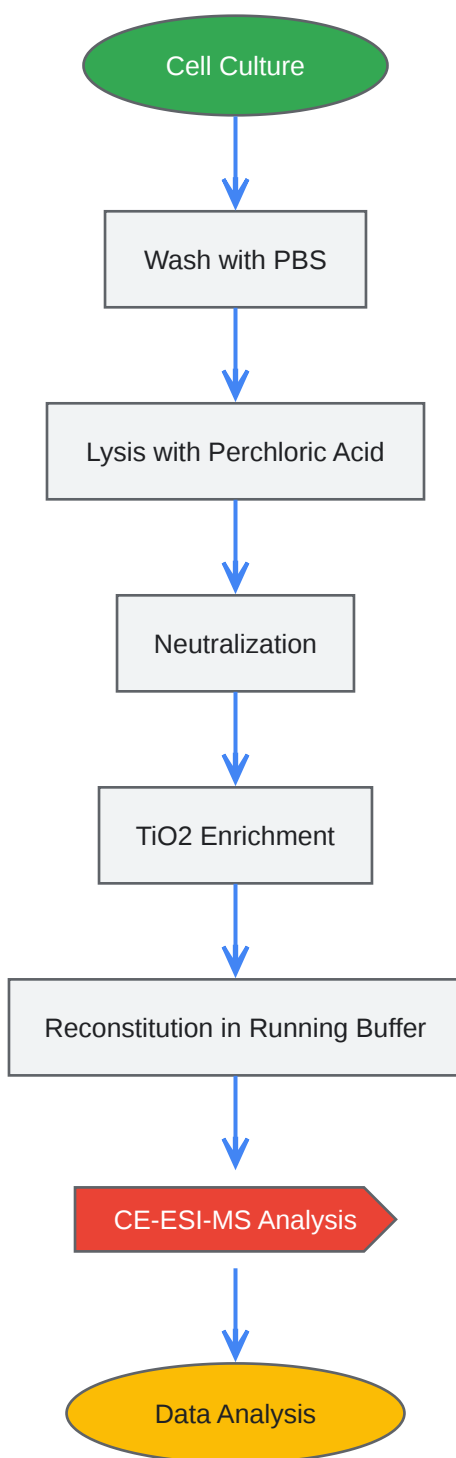 Cell Culture
Wash with PBS
Lysis with Perchloric Acid
Neutralization
TiO2 Enrichment
Reconstitution in Running Buffer
CE-ESI-MS Analysis
Data Analysis